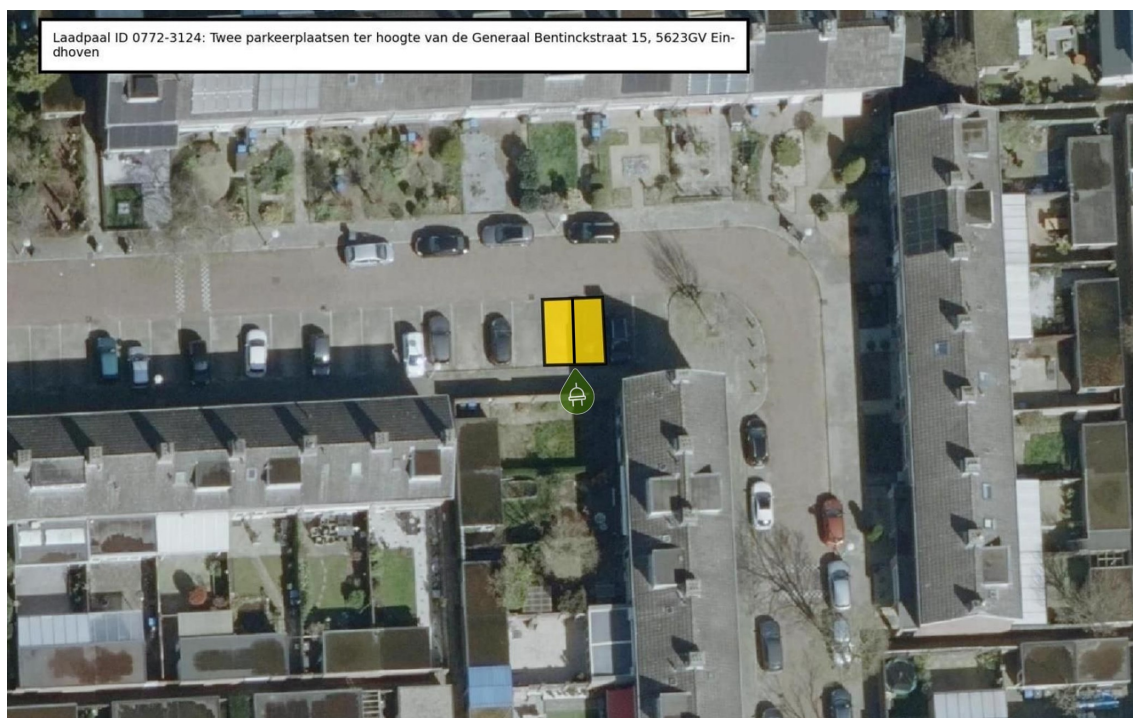 Laadpaal ID 0772-3124: Twee parkeerplaatsen ter hoogte van de Generaal Bentinckstraat 15, 5623GV Ein-
dhoven